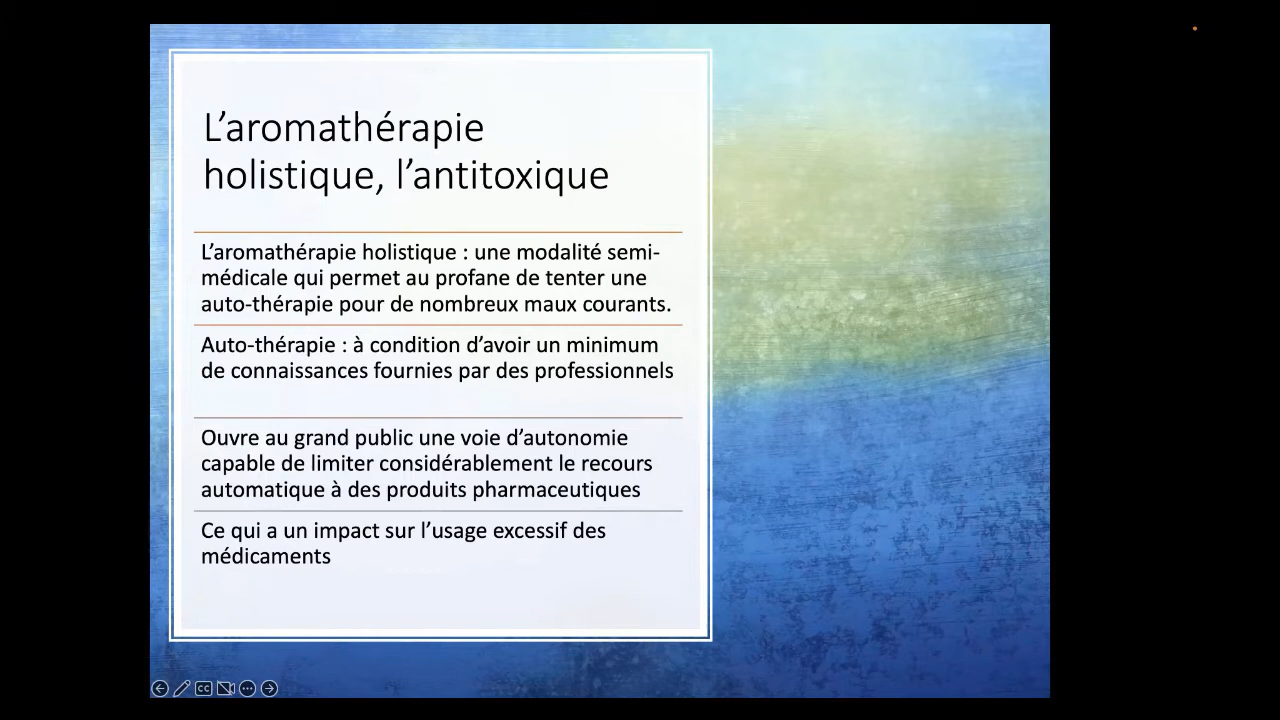 L’aromathérapie
holistique, l’antitoxique
L’aromathérapie holistique : une modalité semi-
médicale qui permet au profane de tenter une
auto-thérapie pour de nombreux maux courants.
Auto-thérapie : à condition d’avoir un minimum
de connaissances fournies par des professionnels
Ouvre au grand public une voie d’autonomie
capable de limiter considérablement le recours
automatique à des produits pharmaceutiques
Ce qui a un impact sur l’usage excessif des
médicaments
CC